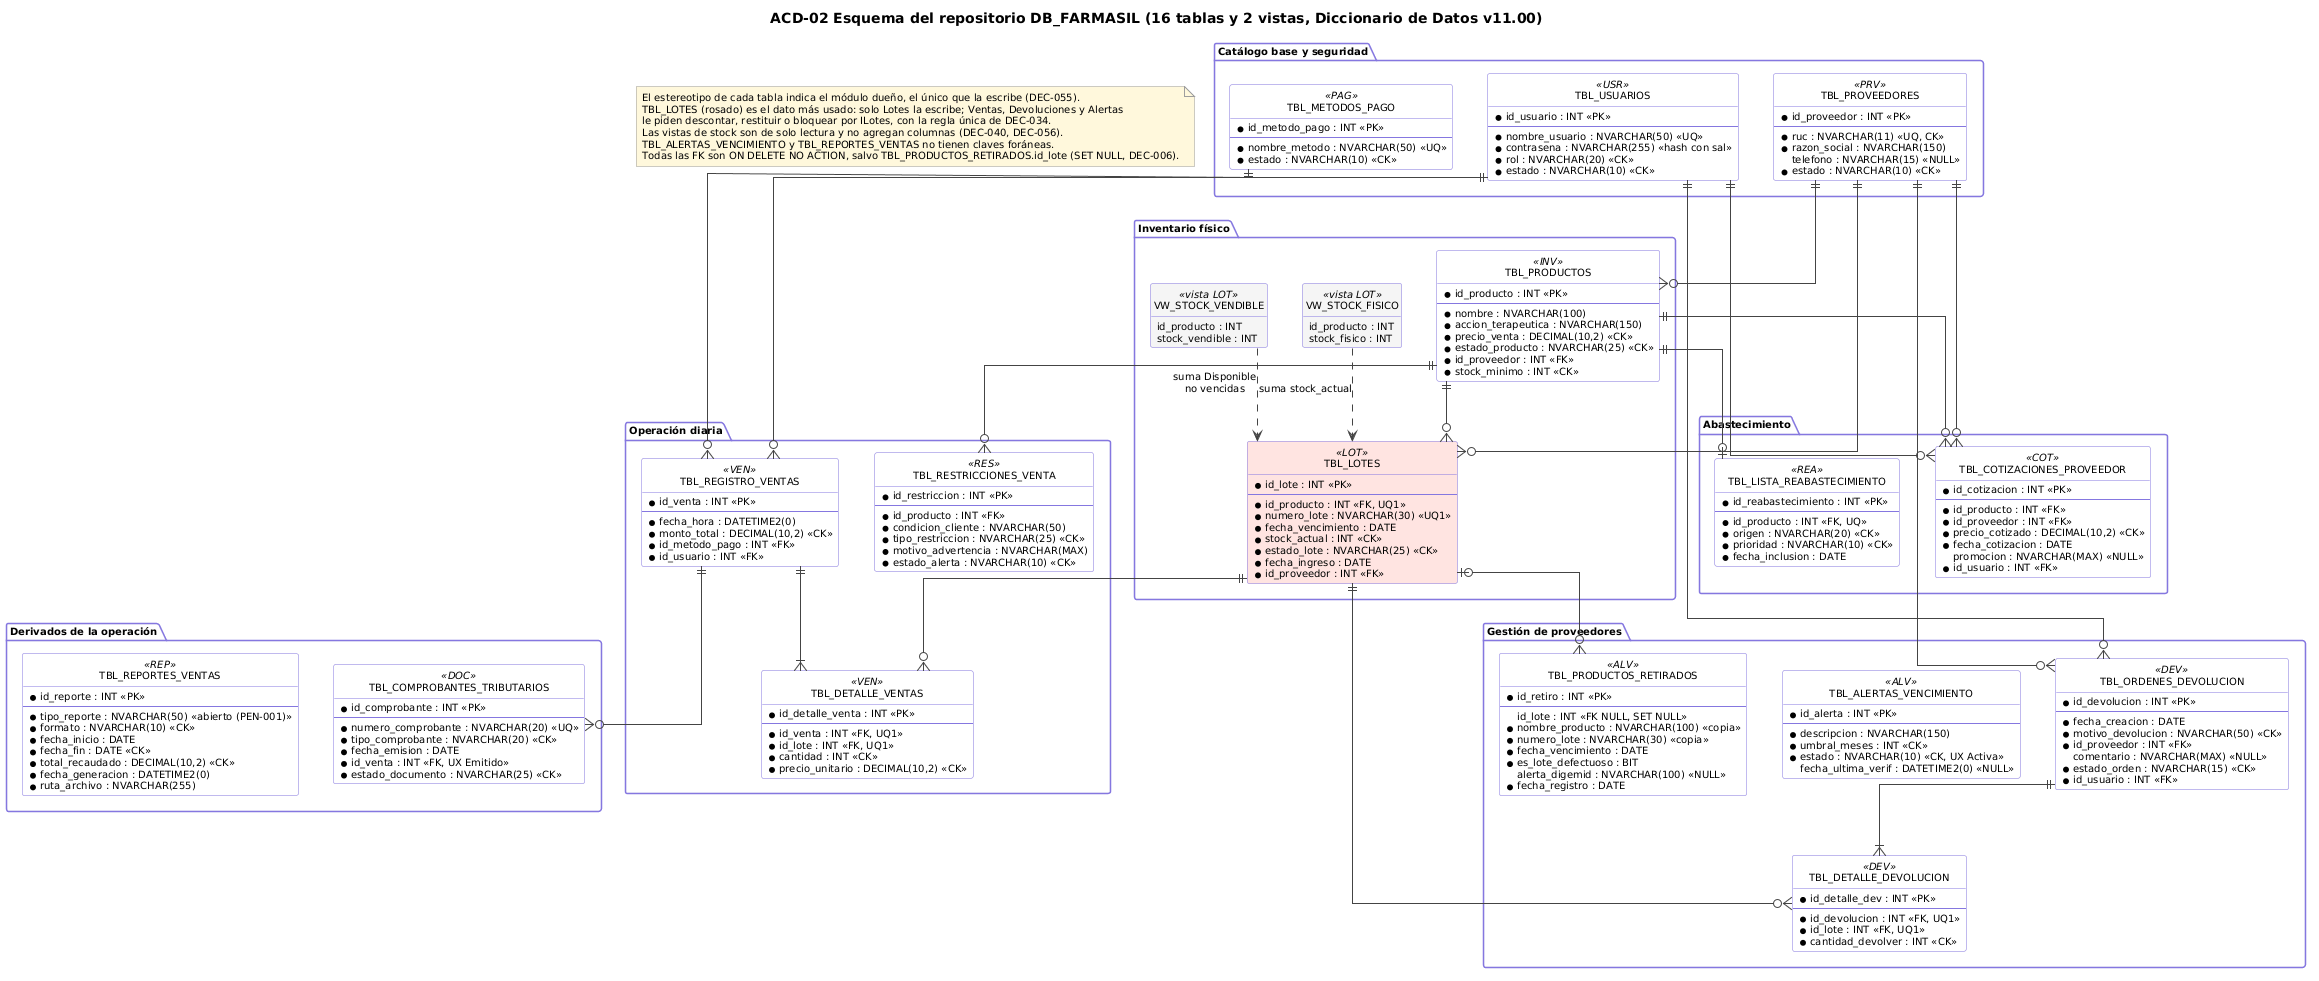 ACD-02 Esquema del repositorio DB_FARMASIL (16 tablas y 2 vistas, Diccionario de Datos v11.00)
El estereotipo de cada tabla indica el módulo dueño, el único que la escribe (DEC-055).
TBL_LOTES (rosado) es el dato más usado: solo Lotes la escribe; Ventas, Devoluciones y Alertas
le piden descontar, restituir o bloquear por ILotes, con la regla única de DEC-034.
Las vistas de stock son de solo lectura y no agregan columnas (DEC-040, DEC-056).
TBL_ALERTAS_VENCIMIENTO y TBL_REPORTES_VENTAS no tienen claves foráneas.
Todas las FK son ON DELETE NO ACTION, salvo TBL_PRODUCTOS_RETIRADOS.id_lote (SET NULL, DEC-006).
Catálogo base y seguridad
«PAG»
TBL_METODOS_PAGO
id_metodo_pago : INT «PK»
nombre_metodo : NVARCHAR(50) «UQ»
estado : NVARCHAR(10) «CK»
«USR»
TBL_USUARIOS
id_usuario : INT «PK»
nombre_usuario : NVARCHAR(50) «UQ»
contrasena : NVARCHAR(255) «hash con sal»
rol : NVARCHAR(20) «CK»
estado : NVARCHAR(10) «CK»
«PRV»
TBL_PROVEEDORES
id_proveedor : INT «PK»
ruc : NVARCHAR(11) «UQ, CK»
razon_social : NVARCHAR(150)
telefono : NVARCHAR(15) «NULL»
estado : NVARCHAR(10) «CK»
Inventario físico
«vista LOT»
VW_STOCK_VENDIBLE
id_producto : INT
stock_vendible : INT
«vista LOT»
VW_STOCK_FISICO
id_producto : INT
stock_fisico : INT
«INV»
TBL_PRODUCTOS
id_producto : INT «PK»
nombre : NVARCHAR(100)
accion_terapeutica : NVARCHAR(150)
precio_venta : DECIMAL(10,2) «CK»
estado_producto : NVARCHAR(25) «CK»
id_proveedor : INT «FK»
stock_minimo : INT «CK»
suma Disponible
no vencidas
suma stock_actual
«LOT»
TBL_LOTES
id_lote : INT «PK»
id_producto : INT «FK, UQ1»
numero_lote : NVARCHAR(30) «UQ1»
fecha_vencimiento : DATE
stock_actual : INT «CK»
estado_lote : NVARCHAR(25) «CK»
fecha_ingreso : DATE
id_proveedor : INT «FK»
Operación diaria
«VEN»
TBL_REGISTRO_VENTAS
id_venta : INT «PK»
fecha_hora : DATETIME2(0)
monto_total : DECIMAL(10,2) «CK»
id_metodo_pago : INT «FK»
id_usuario : INT «FK»
«RES»
TBL_RESTRICCIONES_VENTA
id_restriccion : INT «PK»
id_producto : INT «FK»
condicion_cliente : NVARCHAR(50)
tipo_restriccion : NVARCHAR(25) «CK»
motivo_advertencia : NVARCHAR(MAX)
estado_alerta : NVARCHAR(10) «CK»
«VEN»
TBL_DETALLE_VENTAS
id_detalle_venta : INT «PK»
id_venta : INT «FK, UQ1»
id_lote : INT «FK, UQ1»
cantidad : INT «CK»
precio_unitario : DECIMAL(10,2) «CK»
Abastecimiento
«REA»
TBL_LISTA_REABASTECIMIENTO
id_reabastecimiento : INT «PK»
id_producto : INT «FK, UQ»
origen : NVARCHAR(20) «CK»
prioridad : NVARCHAR(10) «CK»
fecha_inclusion : DATE
«COT»
TBL_COTIZACIONES_PROVEEDOR
id_cotizacion : INT «PK»
id_producto : INT «FK»
id_proveedor : INT «FK»
precio_cotizado : DECIMAL(10,2) «CK»
fecha_cotizacion : DATE
promocion : NVARCHAR(MAX) «NULL»
id_usuario : INT «FK»
Derivados de la operación
«REP»
TBL_REPORTES_VENTAS
id_reporte : INT «PK»
tipo_reporte : NVARCHAR(50) «abierto (PEN-001)»
formato : NVARCHAR(10) «CK»
fecha_inicio : DATE
fecha_fin : DATE «CK»
total_recaudado : DECIMAL(10,2) «CK»
fecha_generacion : DATETIME2(0)
ruta_archivo : NVARCHAR(255)
«DOC»
TBL_COMPROBANTES_TRIBUTARIOS
id_comprobante : INT «PK»
numero_comprobante : NVARCHAR(20) «UQ»
tipo_comprobante : NVARCHAR(20) «CK»
fecha_emision : DATE
id_venta : INT «FK, UX Emitido»
estado_documento : NVARCHAR(25) «CK»
Gestión de proveedores
«ALV»
TBL_PRODUCTOS_RETIRADOS
id_retiro : INT «PK»
id_lote : INT «FK NULL, SET NULL»
nombre_producto : NVARCHAR(100) «copia»
numero_lote : NVARCHAR(30) «copia»
fecha_vencimiento : DATE
es_lote_defectuoso : BIT
alerta_digemid : NVARCHAR(100) «NULL»
fecha_registro : DATE
«ALV»
TBL_ALERTAS_VENCIMIENTO
id_alerta : INT «PK»
descripcion : NVARCHAR(150)
umbral_meses : INT «CK»
estado : NVARCHAR(10) «CK, UX Activa»
fecha_ultima_verif : DATETIME2(0) «NULL»
«DEV»
TBL_ORDENES_DEVOLUCION
id_devolucion : INT «PK»
fecha_creacion : DATE
motivo_devolucion : NVARCHAR(50) «CK»
id_proveedor : INT «FK»
comentario : NVARCHAR(MAX) «NULL»
estado_orden : NVARCHAR(15) «CK»
id_usuario : INT «FK»
«DEV»
TBL_DETALLE_DEVOLUCION
id_detalle_dev : INT «PK»
id_devolucion : INT «FK, UQ1»
id_lote : INT «FK, UQ1»
cantidad_devolver : INT «CK»